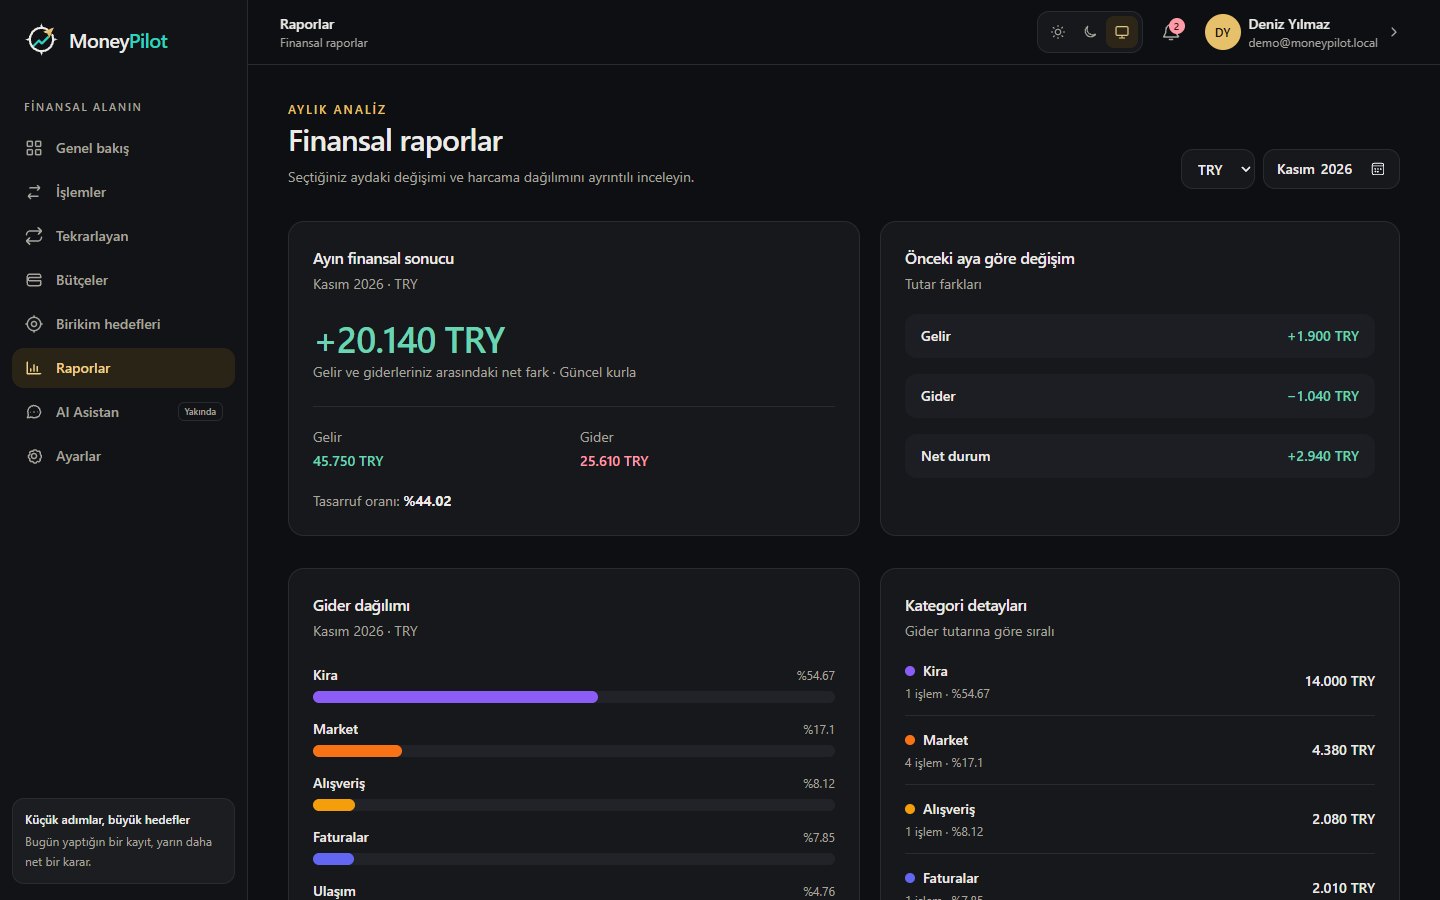 MoneyPilot
FİNANSAL ALANIN
Genel bakış
İşlemler
Tekrarlayan
Bütçeler
Birikim hedefleri
Raporlar
AI Asistan
Yakında
Ayarlar
Küçük adımlar, büyük hedefler
Bugün yaptığın bir kayıt, yarın daha
net bir karar.
Raporlar
Finansal raporlar
2
DY
Deniz Yılmaz
demo@moneypilot.local
AYLIK ANALİZ
Finansal raporlar
Seçtiğiniz aydaki değişimi ve harcama dağılımını ayrıntılı inceleyin.
TRY
Kasım 2026
Ayın finansal sonucu
Kasım 2026 · TRY
+20.140 TRY
Gelir ve giderleriniz arasındaki net fark · Güncel kurla
Gelir
45.750 TRY
Gider
25.610 TRY
Tasarruf oranı: %44.02
Önceki aya göre değişim
Tutar farkları
Gelir +1.900 TRY
Gider −1.040 TRY
Net durum +2.940 TRY
Gider dağılımı
Kasım 2026 · TRY
Kira %54.67
Market %17.1
Alışveriş %8.12
Faturalar %7.85
Ulaşım %4.76
Kategori detayları
Gider tutarına göre sıralı
Kira
1 işlem · %54.67
14.000 TRY
Market
4 işlem · %17.1
4.380 TRY
Alışveriş
1 işlem · %8.12
2.080 TRY
Faturalar
2.010 TRY